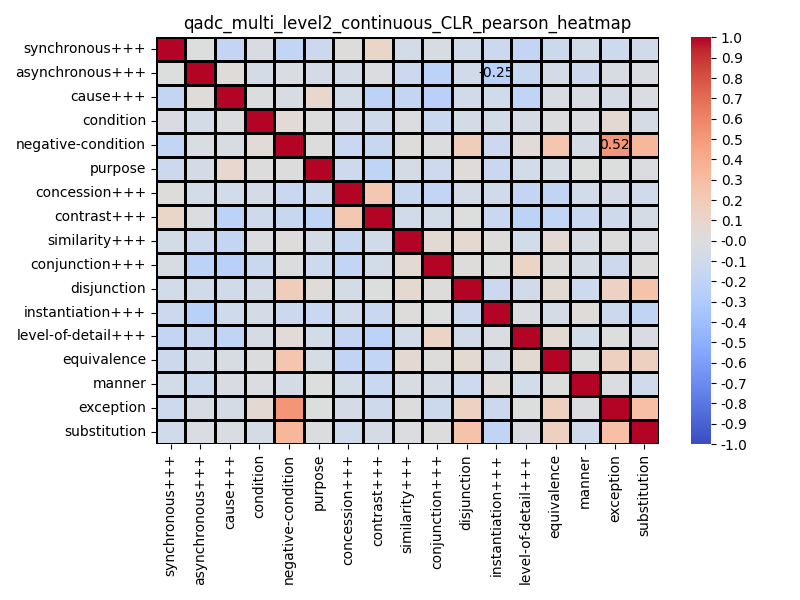 qadc_multi_level2_continuous_CLR_pearson_heatmap
synchronous+++
asynchronous+++
cause+++
condition
negative-condition
purpose
concession+++
contrast+++
similarity+++
conjunction+++
disjunction
instantiation+++
level-of-detail+++
equivalence
manner
exception
substitution
-0.25
0.52
synchronous+++
asynchronous+++
cause+++
condition
negative-condition
purpose
concession+++
contrast+++
similarity+++
conjunction+++
disjunction
instantiation+++
level-of-detail+++
equivalence
manner
exception
substitution
1.0
0.9
0.8
0.7
0.6
0.5
0.4
0.3
0.2
0.1
-0.0
-0.1
-0.2
-0.3
-0.4
-0.5
-0.6
-0.7
-0.8
-0.9
-1.0